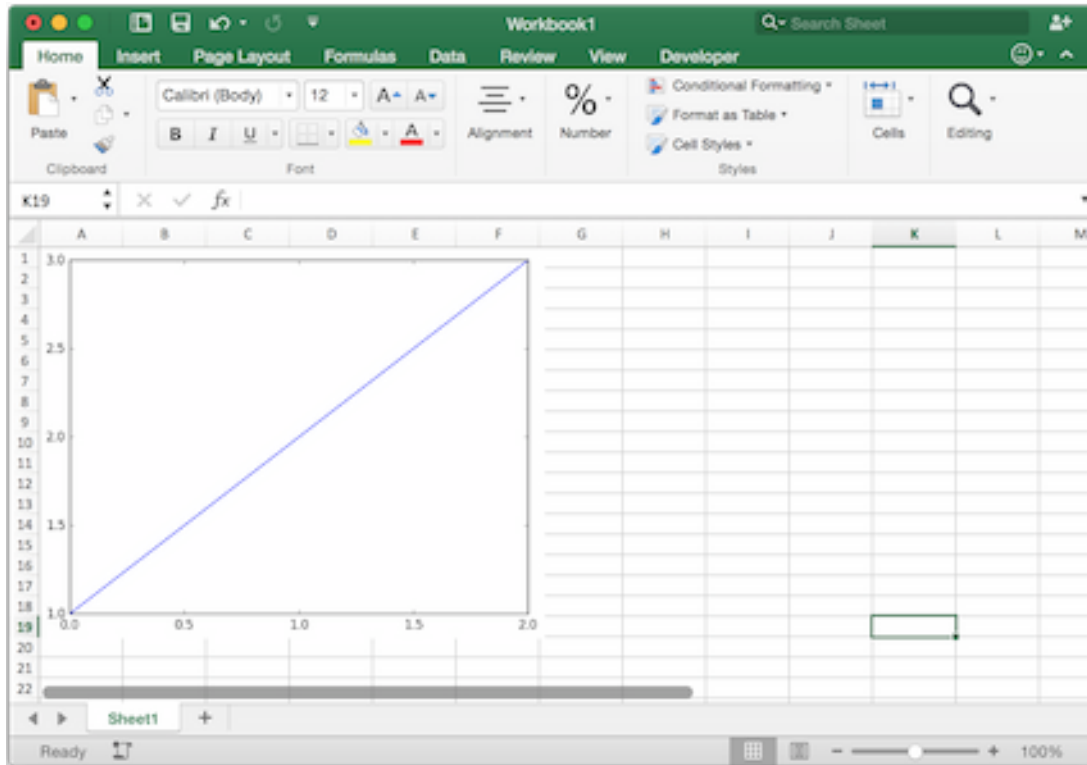 Workbook1
Search Sheet
Home Insert Page Layout Formulas Data Review View Developer
Calibri (Body) 12 A A
Conditional Formatting
Format as Table
Cell Styles
Paste
B I U A
Alignment
%
Number
Cells
Editing
Clipboard
Font
Styles
K19 fx
A B C D E F G H I J K L M
1
2
3
4
5
6
7
8
9
10
11
12
13
14
15
16
17
18
19
20
21
22
3.0
2.5
2.0
1.5
1.0
0.0 0.5 1.0 1.5 2.0
Sheet1 +
Ready
100%